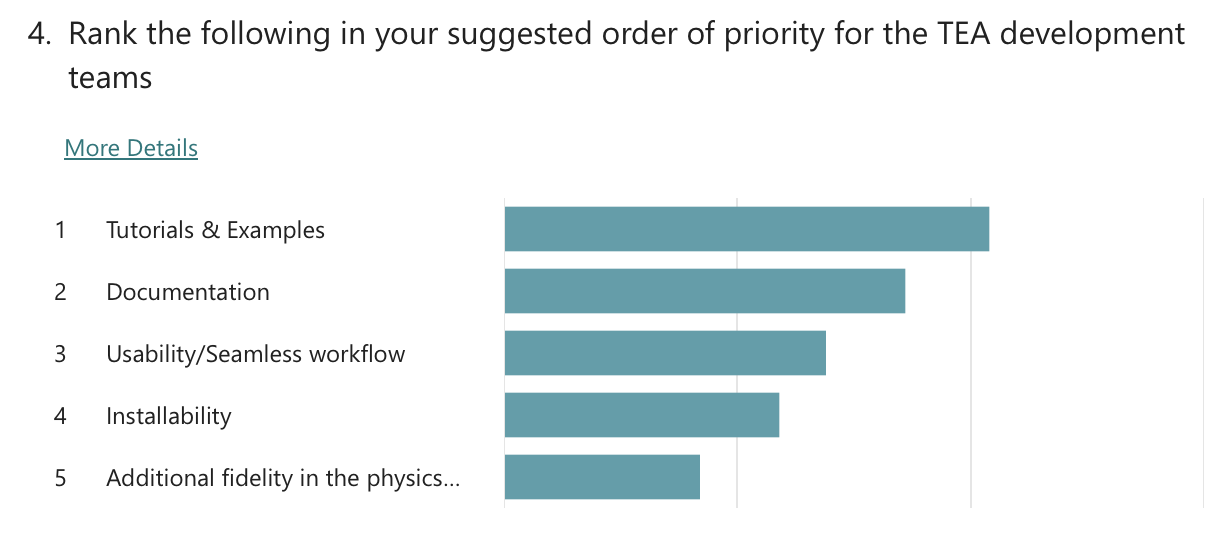 4. Rank the following in your suggested order of priority for the TEA development
teams
More Details
1 Tutorials & Examples
2 Documentation
3 Usability/Seamless workflow
4 Installability
5 Additional fidelity in the physics...